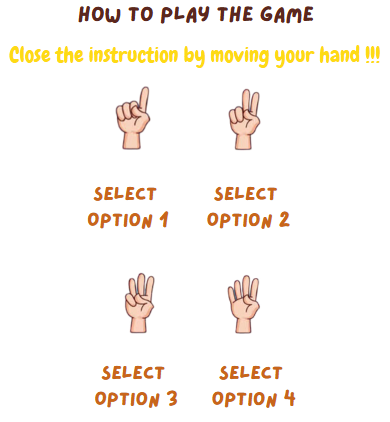 HOW TO PLAY THE GAME
Close the instruction by moving your hand !!!
SELECT
OPTION 1
SELECT
OPTION 2
SELECT
OPTION 3
SELECT
OPTION 4